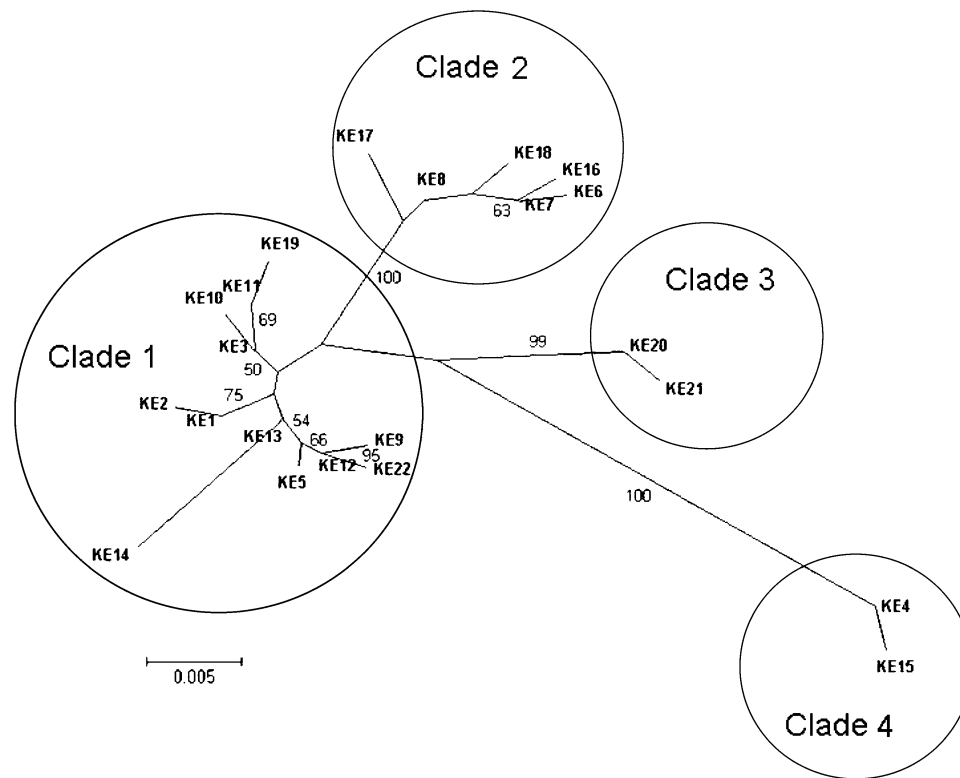 Clade 2
KE17
KE18
KE8
KE16
KE6
KE7
63
KE19
100
Clade 3
KE11
KE10
69
KE3
99
KE20
Clade 1
50
KE21
75
KE2
KE1
54
KE13
66
KE9
95
KE12
KE22
KE5
100
KE14
KE4
KE15
0.005
Clade 4